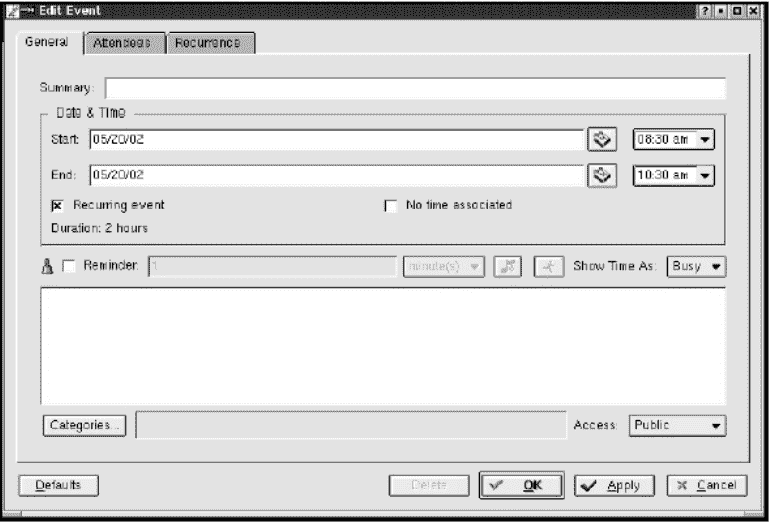 Edit Event
General Attendees Recurrence
Summary:
Date & Time
Start: 05/20/02 08:30 am
End: 05/20/02 10:30 am
Recurring event No time associated
Duration: 2 hours
Reminder: 1 minute(s) Show Time As: Busy
Categories... Access: Public
Defaults Delete OK Apply Cancel